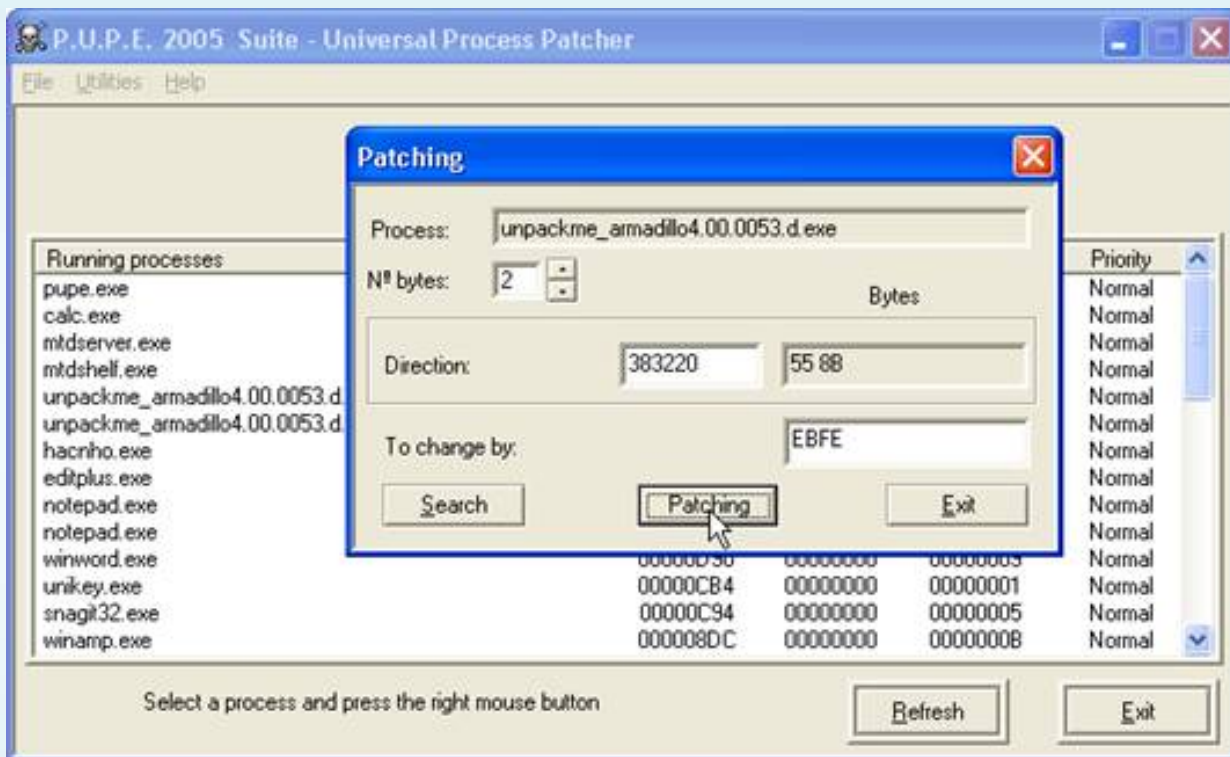 P.U.P.E. 2005 Suite - Universal Process Patcher
File Utilities Help
Patching
Process: unpackme_armadillo4.00.0053.d.exe
Nº bytes: 2
Bytes
Direction: 383220 55 8B
To change by: EBFE
Search Patching Exit
Running processes Priority
pupe.exe Normal
calc.exe Normal
mtdserver.exe Normal
mtdshelf.exe Normal
unpackme_armadillo4.00.0053.d. Normal
unpackme_armadillo4.00.0053.d. Normal
hacnho.exe Normal
editplus.exe Normal
notepad.exe Normal
notepad.exe Normal
winword.exe 00000D90 00000000 00000003 Normal
unikey.exe 00000CB4 00000000 00000001 Normal
snagit32.exe 00000C94 00000000 00000005 Normal
winamp.exe 000008DC 00000000 0000000B Normal
Select a process and press the right mouse button
Refresh Exit